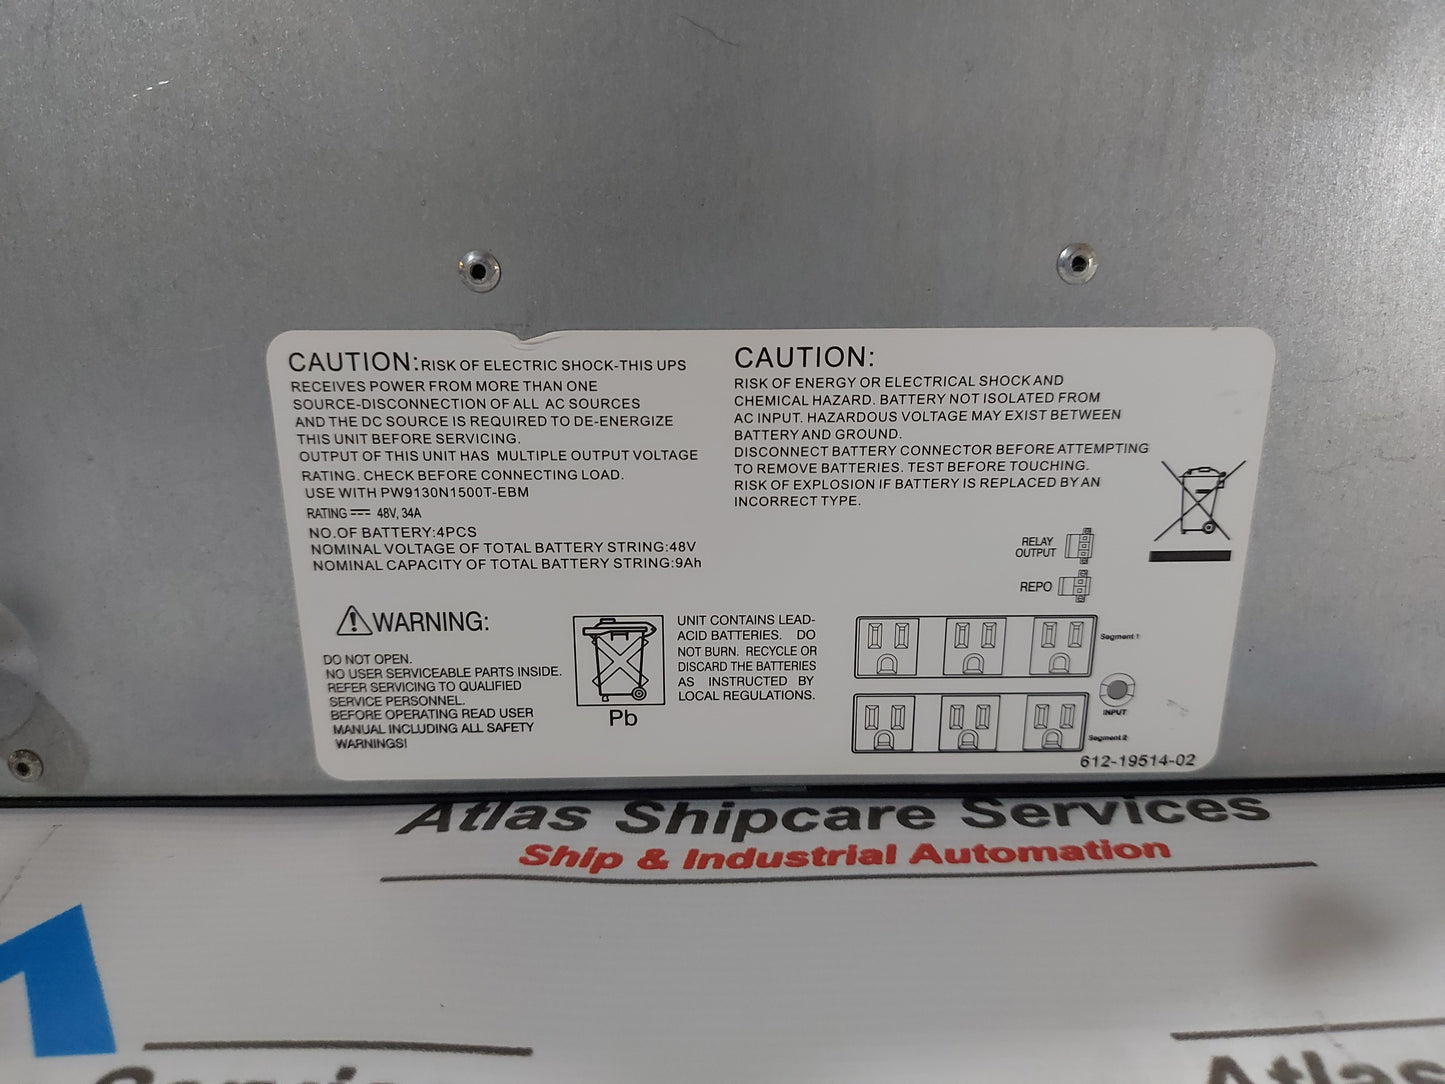 CAUTION: RISK OF ELECTRIC SHOCK-THIS UPS
RECEIVES POWER FROM MORE THAN ONE
SOURCE-DISCONNECTION OF ALL AC SOURCES
AND THE DC SOURCE IS REQUIRED TO DE-ENERGIZE
THIS UNIT BEFORE SERVICING.
OUTPUT OF THIS UNIT HAS MULTIPLE OUTPUT VOLTAGE
RATING. CHECK BEFORE CONNECTING LOAD.
USE WITH PW9130N1500T-EBM
RATING ⎓ 48V, 34A
NO.OF BATTERY:4PCS
NOMINAL VOLTAGE OF TOTAL BATTERY STRING:48V
NOMINAL CAPACITY OF TOTAL BATTERY STRING:9Ah
CAUTION:
RISK OF ENERGY OR ELECTRICAL SHOCK AND
CHEMICAL HAZARD. BATTERY NOT ISOLATED FROM
AC INPUT. HAZARDOUS VOLTAGE MAY EXIST BETWEEN
BATTERY AND GROUND.
DISCONNECT BATTERY CONNECTOR BEFORE ATTEMPTING
TO REMOVE BATTERIES. TEST BEFORE TOUCHING.
RISK OF EXPLOSION IF BATTERY IS REPLACED BY AN
INCORRECT TYPE.
RELAY
OUTPUT
REPO
WARNING:
DO NOT OPEN.
NO USER SERVICEABLE PARTS INSIDE.
REFER SERVICING TO QUALIFIED
SERVICE PERSONNEL.
BEFORE OPERATING READ USER
MANUAL INCLUDING ALL SAFETY
WARNINGS!
Pb
UNIT CONTAINS LEAD-
ACID BATTERIES. DO
NOT BURN. RECYCLE OR
DISCARD THE BATTERIES
AS INSTRUCTED BY
LOCAL REGULATIONS.
Segment 1
INPUT
Segment 2
612-19514-02
Atlas Shipcare Services
Ship & Industrial Automation
Services
Atlas